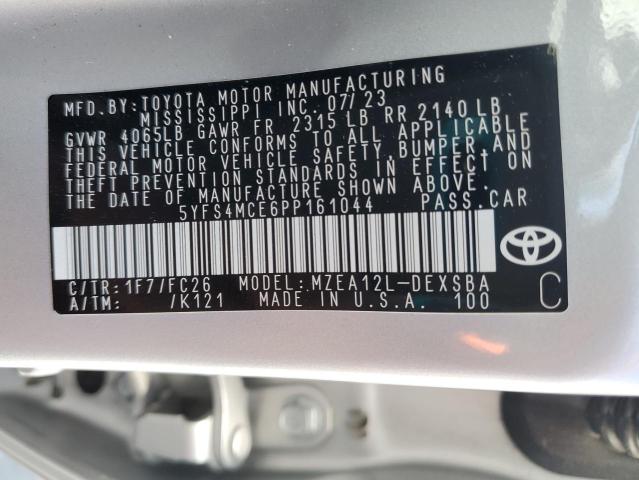 MFD. BY: TOYOTA MOTOR MANUFACTURING
MISSISSIPPI INC. 07/23
GVWR 4065LB GAWR FR 2315 LB RR 2140 LB
THIS VEHICLE CONFORMS TO ALL APPLICABLE
FEDERAL MOTOR VEHICLE SAFETY, BUMPER, AND
THEFT PREVENTION STANDARDS IN EFFECT ON
THE DATE OF MANUFACTURE SHOWN ABOVE.
5YFS4MCE6PP161044 PASS. CAR
C/TR: 1F7/FC26 MODEL: MZEA12L-DEXSBA
A/TM: /K121 MADE IN U.S.A. 100 C